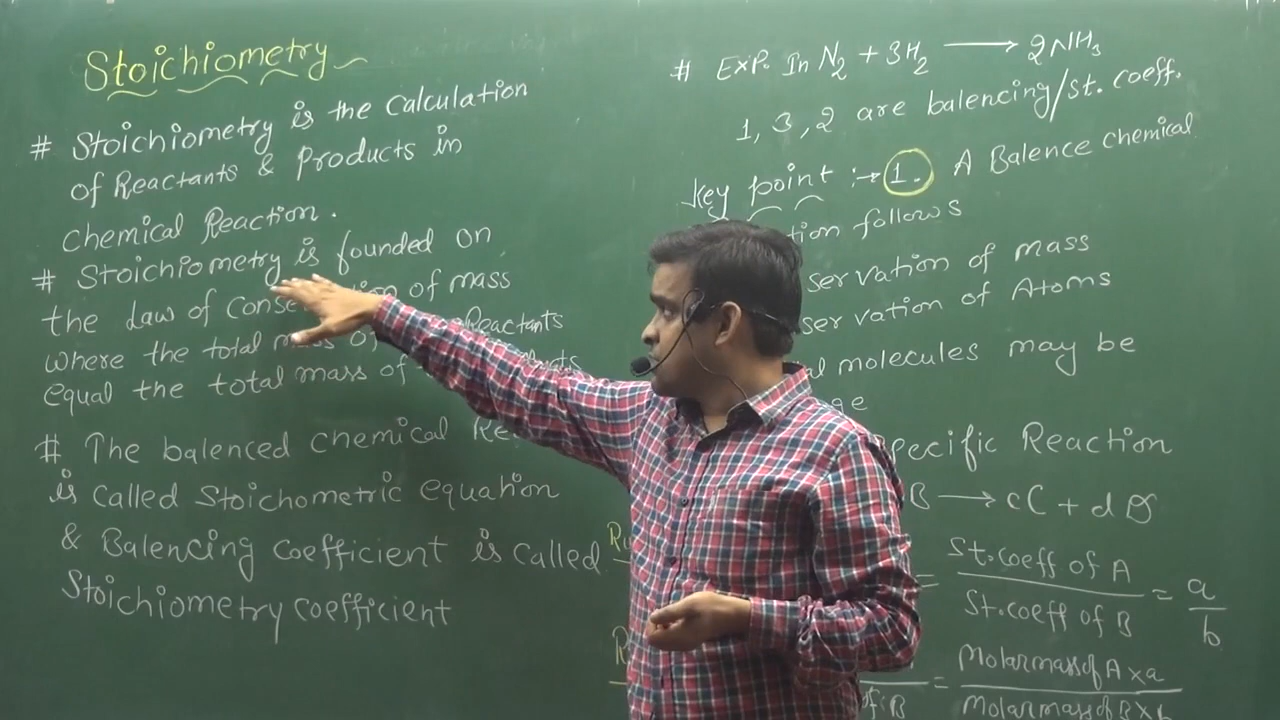 Stoichiometry
# Stoichiometry is the calculation
of Reactants & Products in
chemical Reaction.
# Stoichiometry is founded on
the Law of of mass
where the total of Reactants
equal the total mass of
# The balenced chemical
is called Stoichometric equation
& Balencing coefficient is called
Stoichiometry coefficient
# Exp. In N2 + 3H2 ⟶ 2NH3
1, 3, 2 are balencing/St. coeff.
Key point :→ 1. A Balence chemical
follows
of mass
of Atoms
molecules may be
Reaction
B ⟶ cC + dD
= St.coeff of A / St.coeff of B = a/b
of B = Molarmass of A x a / Molarmass of B x b